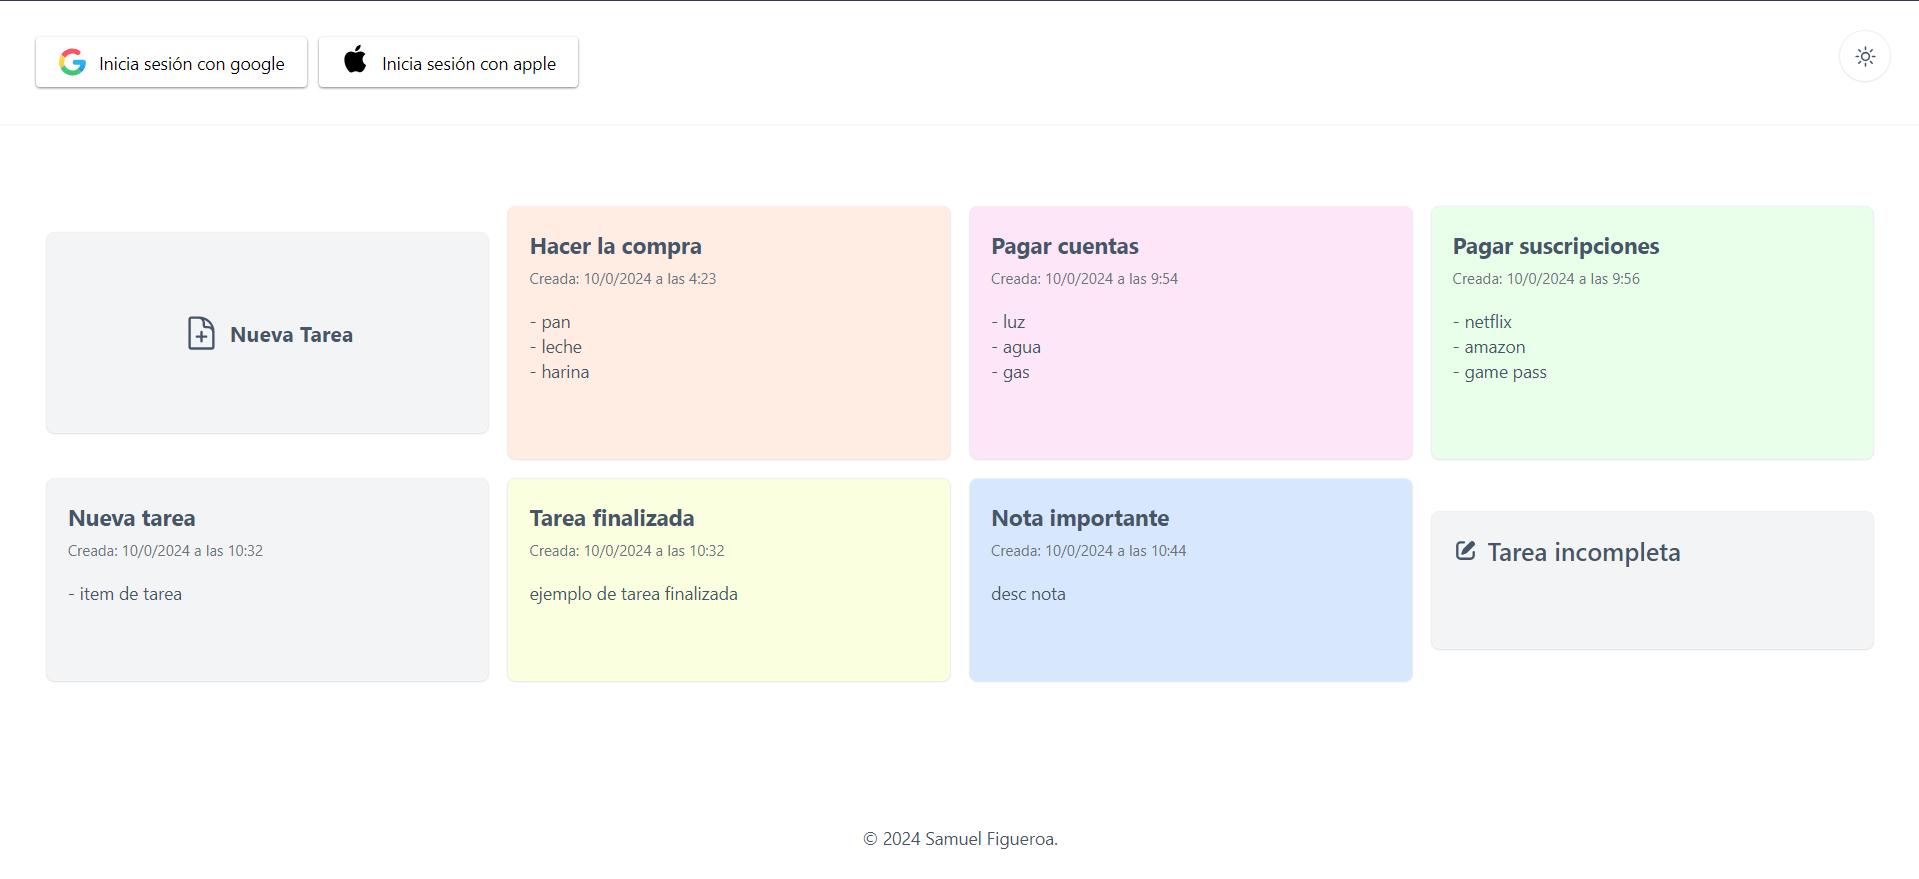 Inicia sesión con google
Inicia sesión con apple
Nueva Tarea
Hacer la compra
Creada: 10/0/2024 a las 4:23
- pan
- leche
- harina
Pagar cuentas
Creada: 10/0/2024 a las 9:54
- luz
- agua
- gas
Pagar suscripciones
Creada: 10/0/2024 a las 9:56
- netflix
- amazon
- game pass
Nueva tarea
Creada: 10/0/2024 a las 10:32
- item de tarea
Tarea finalizada
Creada: 10/0/2024 a las 10:32
ejemplo de tarea finalizada
Nota importante
Creada: 10/0/2024 a las 10:44
desc nota
Tarea incompleta
© 2024 Samuel Figueroa.